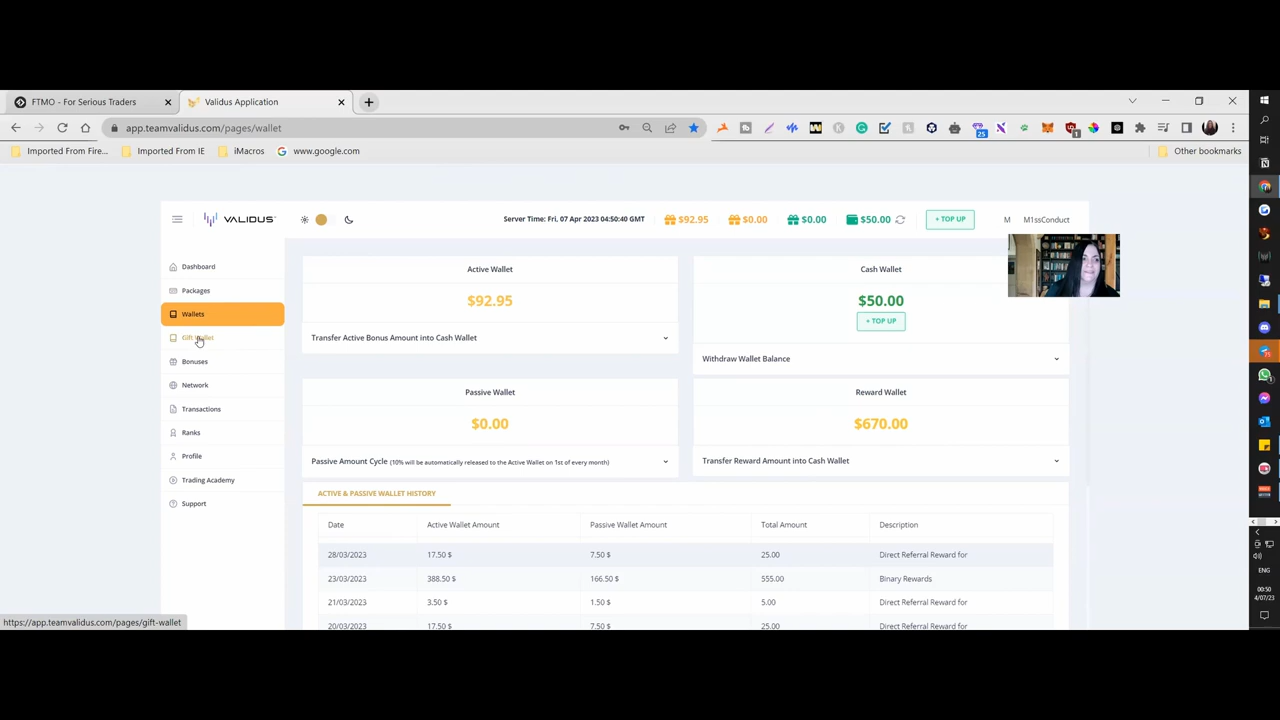 FTMO - For Serious Traders
Validus Application
app.teamvalidus.com/pages/wallet
Imported From Fire...
Imported From IE
iMacros
www.google.com
Other bookmarks
VALIDUS
Server Time: Fri, 07 Apr 2023 04:50:40 GMT
$92.95
$0.00
$0.00
$50.00
+ TOP UP
M
M1ssConduct
Dashboard
Packages
Wallets
Gift Wallet
Bonuses
Network
Transactions
Ranks
Profile
Trading Academy
Support
Active Wallet
$92.95
Transfer Active Bonus Amount into Cash Wallet
Cash Wallet
$50.00
+ TOP UP
Withdraw Wallet Balance
Passive Wallet
$0.00
Passive Amount Cycle (10% will be automatically released to the Active Wallet on 1st of every month)
Reward Wallet
$670.00
Transfer Reward Amount into Cash Wallet
ACTIVE & PASSIVE WALLET HISTORY
Date Active Wallet Amount Passive Wallet Amount Total Amount Description
28/03/2023 17.50 $ 7.50 $ 25.00 Direct Referral Reward for
23/03/2023 388.50 $ 166.50 $ 555.00 Binary Rewards
21/03/2023 3.50 $ 1.50 $ 5.00 Direct Referral Reward for
20/03/2023 17.50 $ 7.50 $ 25.00 Direct Referral Reward for
https://app.teamvalidus.com/pages/gift-wallet
ENG
00:50
4/07/23